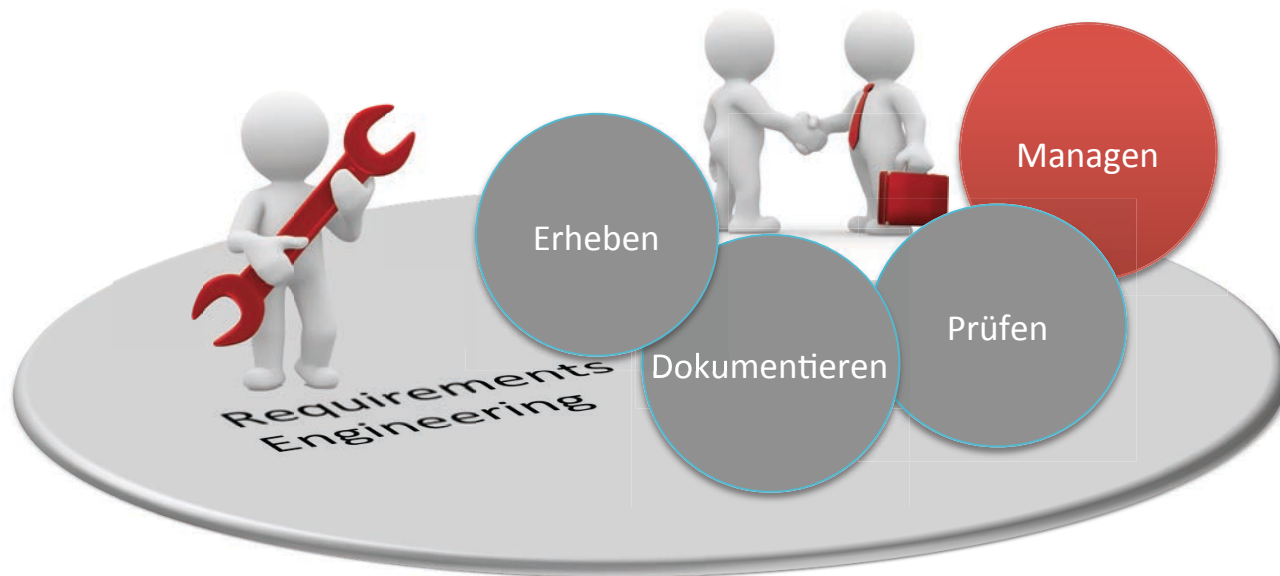 Managen
Erheben
Prüfen
Dokumentieren
Requirements
Engineering